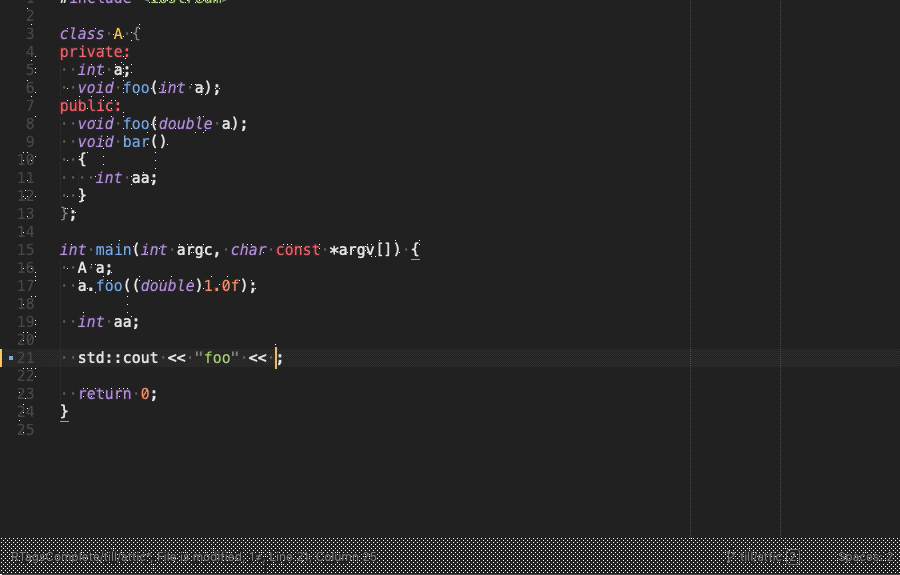 1 #include <iostream>
2
3 class A {
4 private:
5 int a;
6 void foo(int a);
7 public:
8 void foo(double a);
9 void bar()
10 {
11 int aa;
12 }
13 };
14
15 int main(int argc, char const *argv[]) {
16 A a;
17 a.foo((double)1.0f);
18
19 int aa;
20
21 std::cout << "foo" << ;
22
23 return 0;
24 }
25